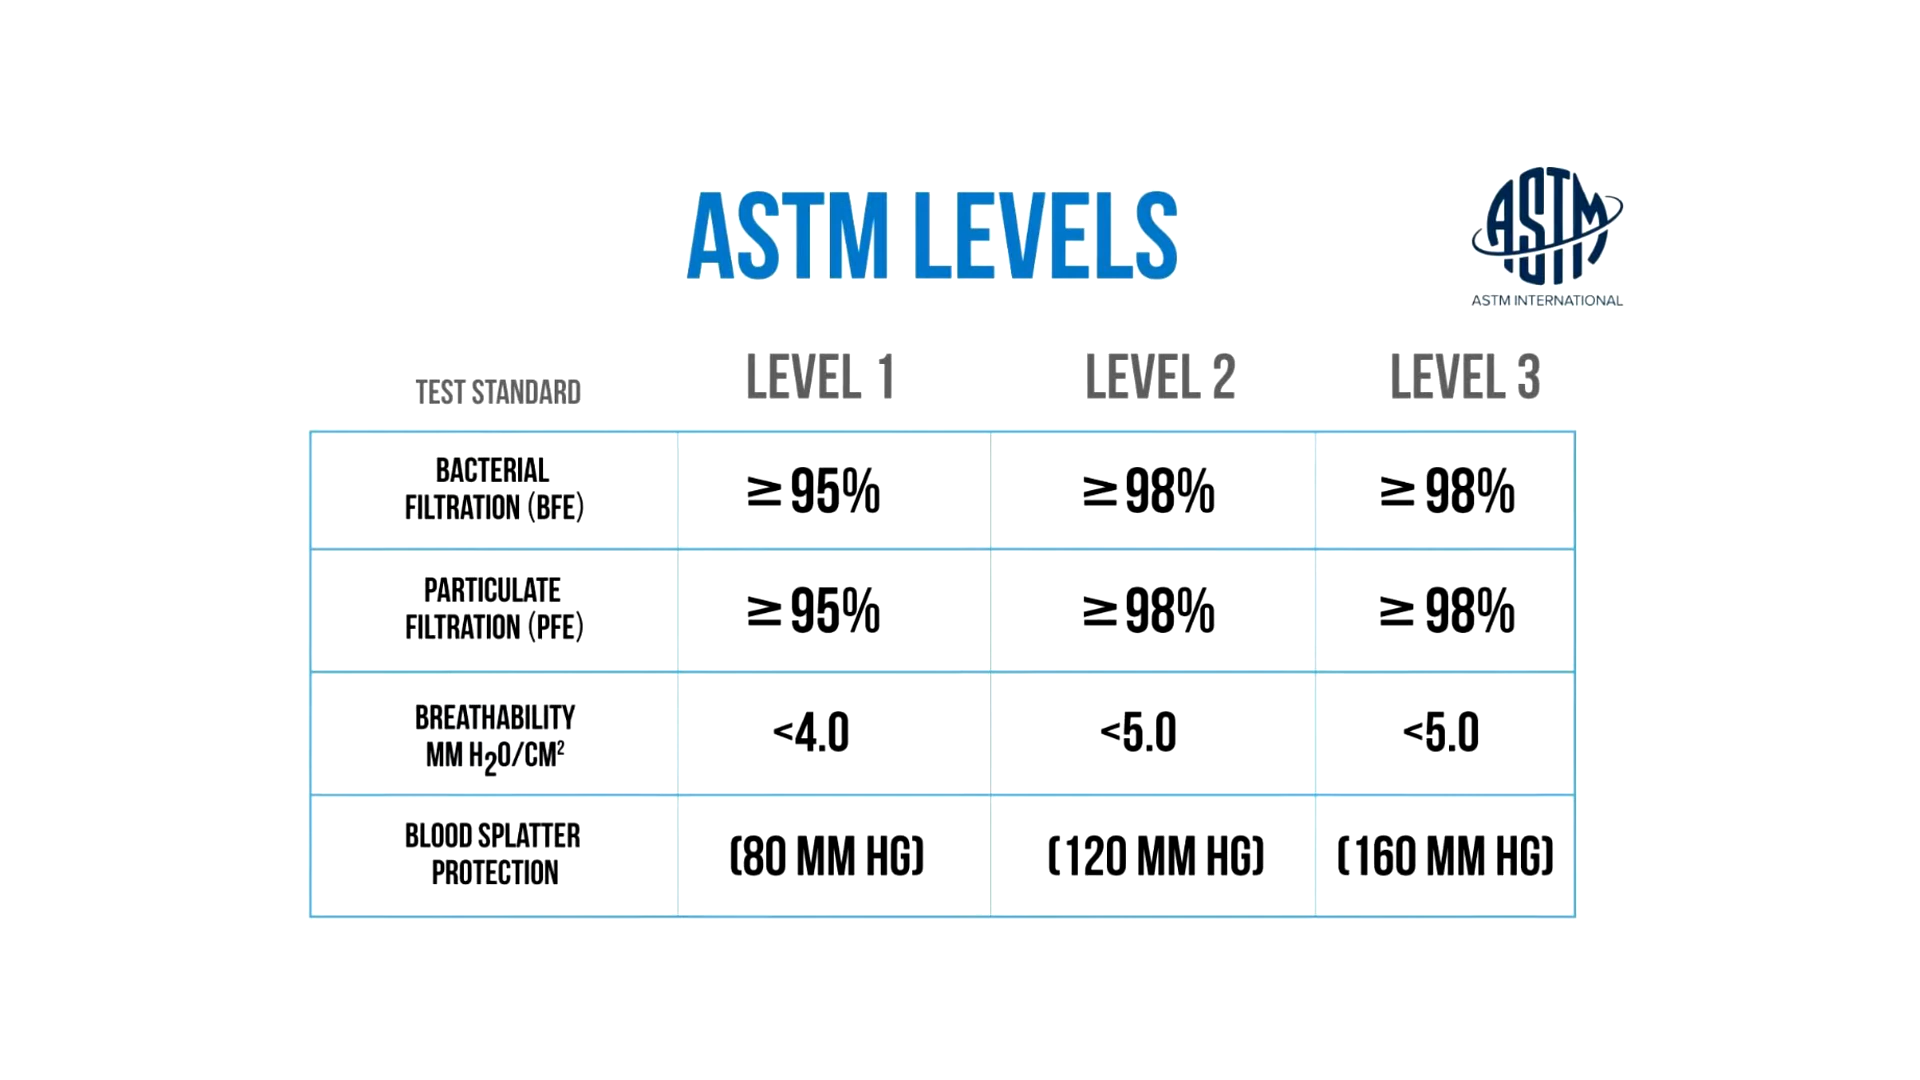 ASTM LEVELS
ASTM
ASTM INTERNATIONAL
TEST STANDARD LEVEL 1 LEVEL 2 LEVEL 3
BACTERIAL
FILTRATION (BFE)
≥ 95% ≥ 98% ≥ 98%
PARTICULATE
FILTRATION (PFE)
≥ 95% ≥ 98% ≥ 98%
BREATHABILITY
MM H₂O/CM²
<4.0 <5.0 <5.0
BLOOD SPLATTER
PROTECTION
(80 MM HG) (120 MM HG) (160 MM HG)